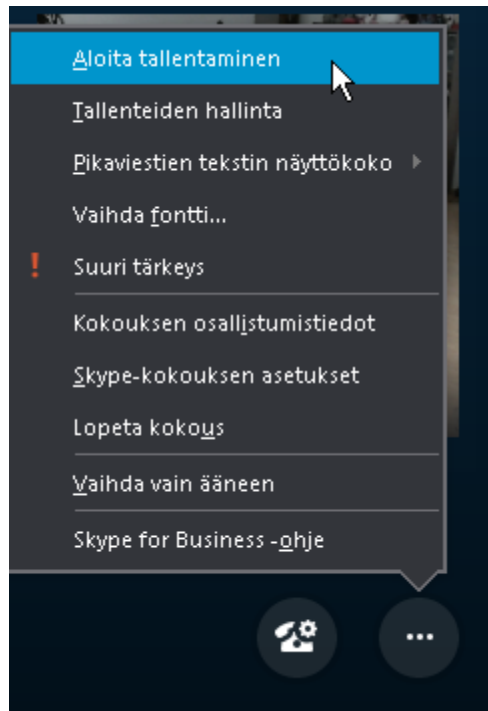 Aloita tallentaminen
Tallenteiden hallinta
Pikaviestien tekstin näyttökoko
Vaihda fontti...
Suuri tärkeys
Kokouksen osallistumistiedot
Skype-kokouksen asetukset
Lopeta kokous
Vaihda vain ääneen
Skype for Business -ohje